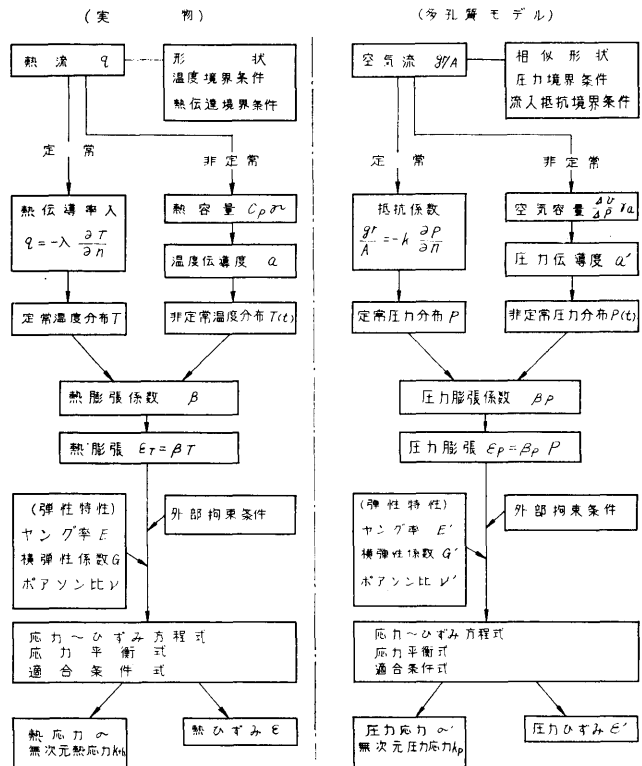 (実 物)
熱流 q
形状
温度境界条件
熱伝達境界条件
定常
非定常
熱伝導率λ
q=-λ ∂T/∂n
熱容量 Cpγ
温度伝導度 a
定常温度分布T
非定常温度分布T(t)
熱膨張係数 β
熱膨張 εT=βT
(弾性特性)
ヤング率 E
横弾性係数G
ポアソン比ν
外部拘束条件
応力~ひずみ方程式
応力平衡式
適合条件式
熱応力 σ
無次元熱応力kth
熱ひずみ ε
(多孔質モデル)
空気流 gr/A
相似形状
圧力境界条件
流入抵抗境界条件
定常
非定常
抵抗係数
gr/A=-k ∂P/∂n
空気容量 Δv/Δp γa
圧力伝導度 a′
定常圧力分布 P
非定常圧力分布P(t)
圧力膨張係数 βP
圧力膨張 εP=βP P
(弾性特性)
ヤング率 E′
横弾性係数 G′
ポアソン比 ν′
外部拘束条件
応力~ひずみ方程式
応力平衡式
適合条件式
圧力応力 σ′
無次元圧力応力kp
圧力ひずみ ε′